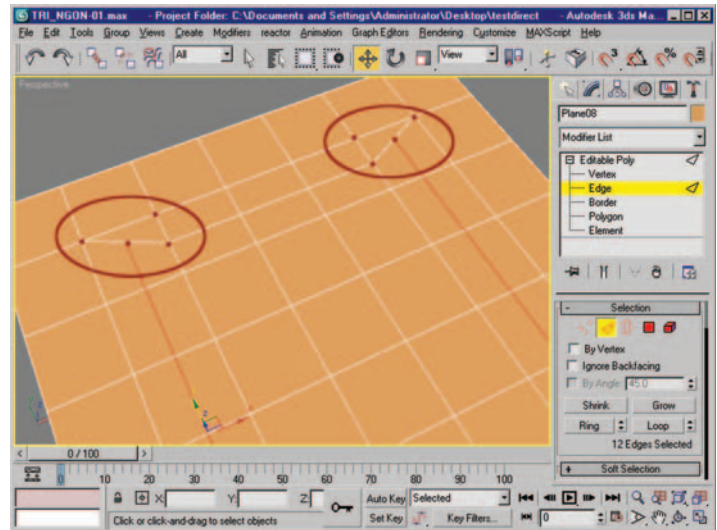 TRI_NGON-01.max - Project Folder: C:\Documents and Settings\Administrator\Desktop\testdirect - Autodesk 3ds Ma...
File Edit Tools Group Views Create Modifiers reactor Animation Graph Editors Rendering Customize MAXScript Help
All
View
Perspective
Plane08
Modifier List
Editable Poly
Vertex
Edge
Border
Polygon
Element
- Selection
By Vertex
Ignore Backfacing
By Angle: 45.0
Shrink Grow
Ring Loop
12 Edges Selected
+ Soft Selection
0 / 100
0 10 20 30 40 50 60 70 80 90 100
X: Y: Z:
Auto Key Selected
Click or click-and-drag to select objects
Set Key Key Filters... 0